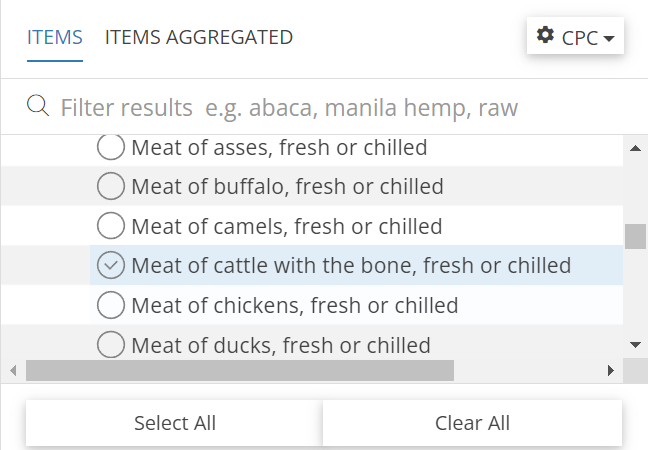 ITEMS ITEMS AGGREGATED CPC
Filter results e.g. abaca, manila hemp, raw
Meat of asses, fresh or chilled
Meat of buffalo, fresh or chilled
Meat of camels, fresh or chilled
Meat of cattle with the bone, fresh or chilled
Meat of chickens, fresh or chilled
Meat of ducks, fresh or chilled
Select All Clear All